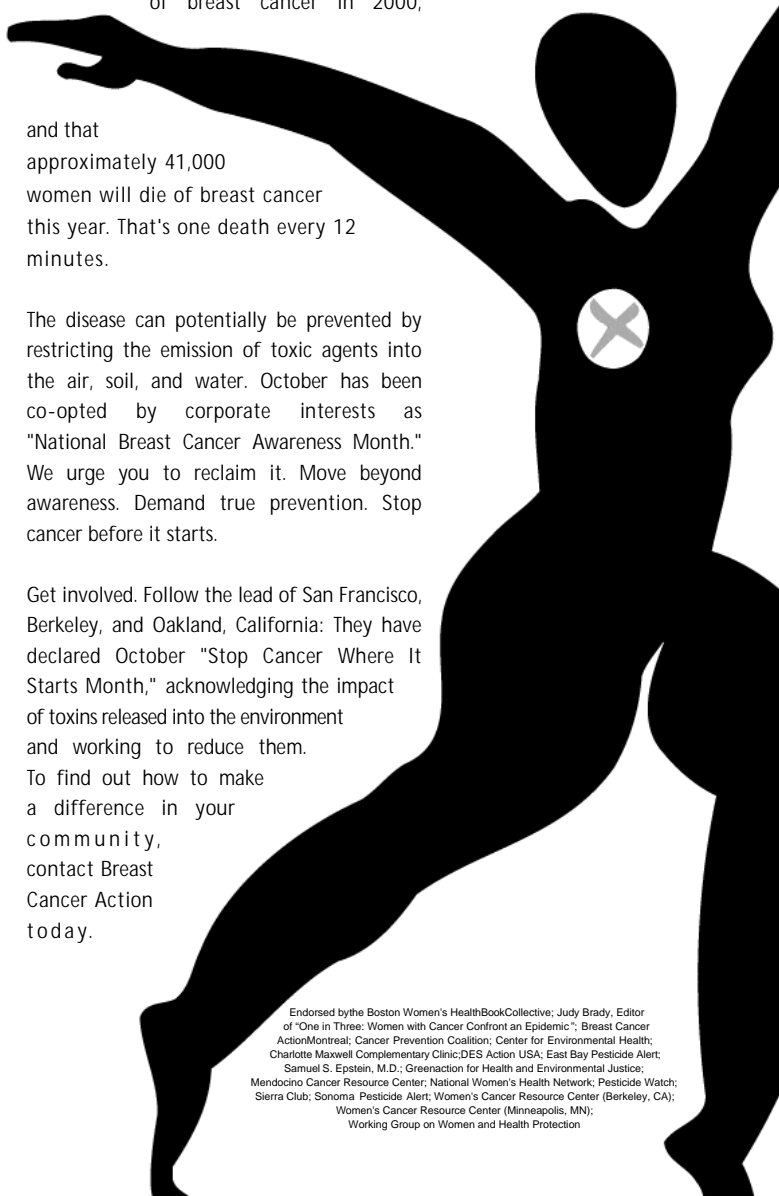 of breast cancer in 2000,
and that
approximately 41,000
women will die of breast cancer
this year. That's one death every 12
minutes.
The disease can potentially be prevented by
restricting the emission of toxic agents into
the air, soil, and water. October has been
co-opted by corporate interests as
"National Breast Cancer Awareness Month."
We urge you to reclaim it. Move beyond
awareness. Demand true prevention. Stop
cancer before it starts.
Get involved. Follow the lead of San Francisco,
Berkeley, and Oakland, California: They have
declared October "Stop Cancer Where It
Starts Month," acknowledging the impact
of toxins released into the environment
and working to reduce them.
To find out how to make
a difference in your
community,
contact Breast
Cancer Action
today.
Endorsed bythe Boston Women's HealthBookCollective; Judy Brady, Editor
of “One in Three: Women with Cancer Confront an Epidemic”; Breast Cancer
ActionMontreal; Cancer Prevention Coalition; Center for Environmental Health;
Charlotte Maxwell Complementary Clinic;DES Action USA; East Bay Pesticide Alert;
Samuel S. Epstein, M.D.; Greenaction for Health and Environmental Justice;
Mendocino Cancer Resource Center; National Women's Health Network; Pesticide Watch;
Sierra Club; Sonoma Pesticide Alert; Women's Cancer Resource Center (Berkeley, CA);
Women's Cancer Resource Center (Minneapolis, MN);
Working Group on Women and Health Protection